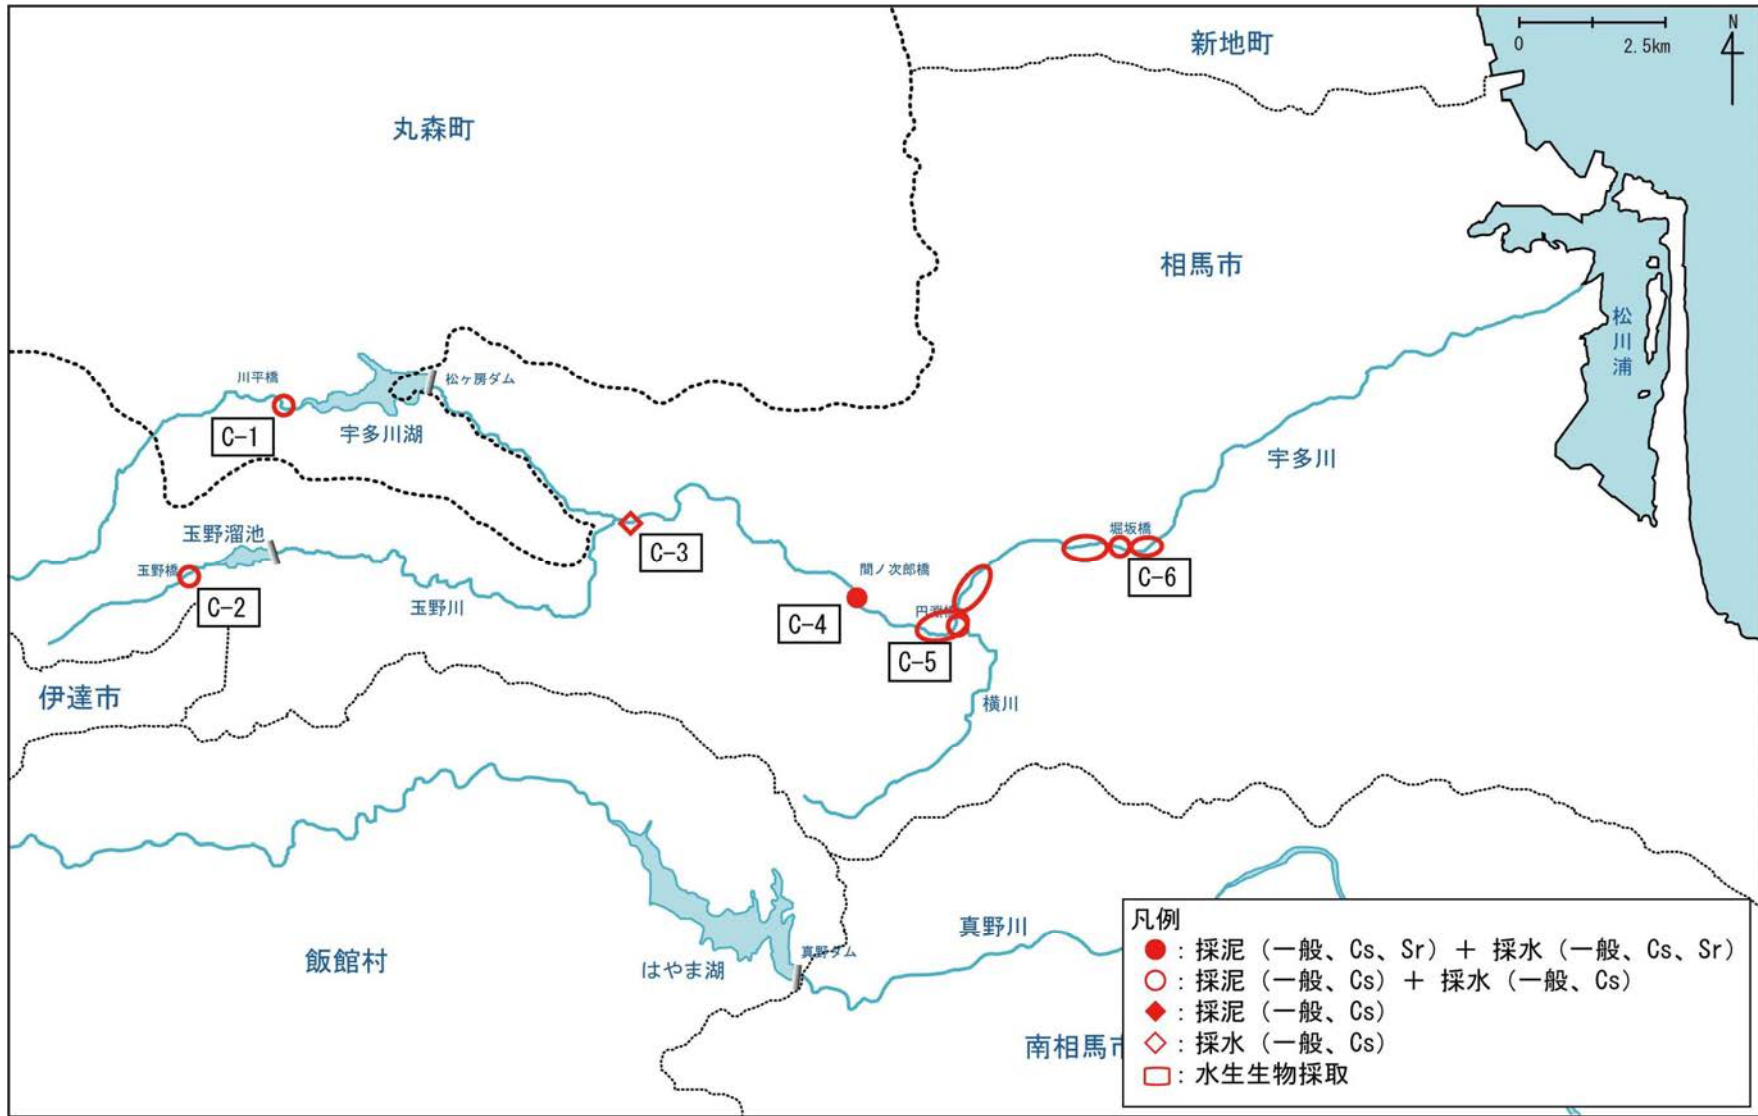 新地町
0
2.5km
N
丸森町
相馬市
松川浦
川平橋
松ヶ房ダム
C-1
宇多川湖
宇多川
玉野溜池
玉野橋
C-2
玉野川
C-3
堀坂橋
C-6
間ノ次郎橋
C-4
円淵
C-5
伊達市
横川
飯館村
はやま湖
真野ダム
真野川
南相馬市
凡例
● : 採泥 (一般、Cs、Sr) + 採水 (一般、Cs、Sr)
○ : 採泥 (一般、Cs) + 採水 (一般、Cs)
◆ : 採泥 (一般、Cs)
◇ : 採水 (一般、Cs)
: 水生生物採取